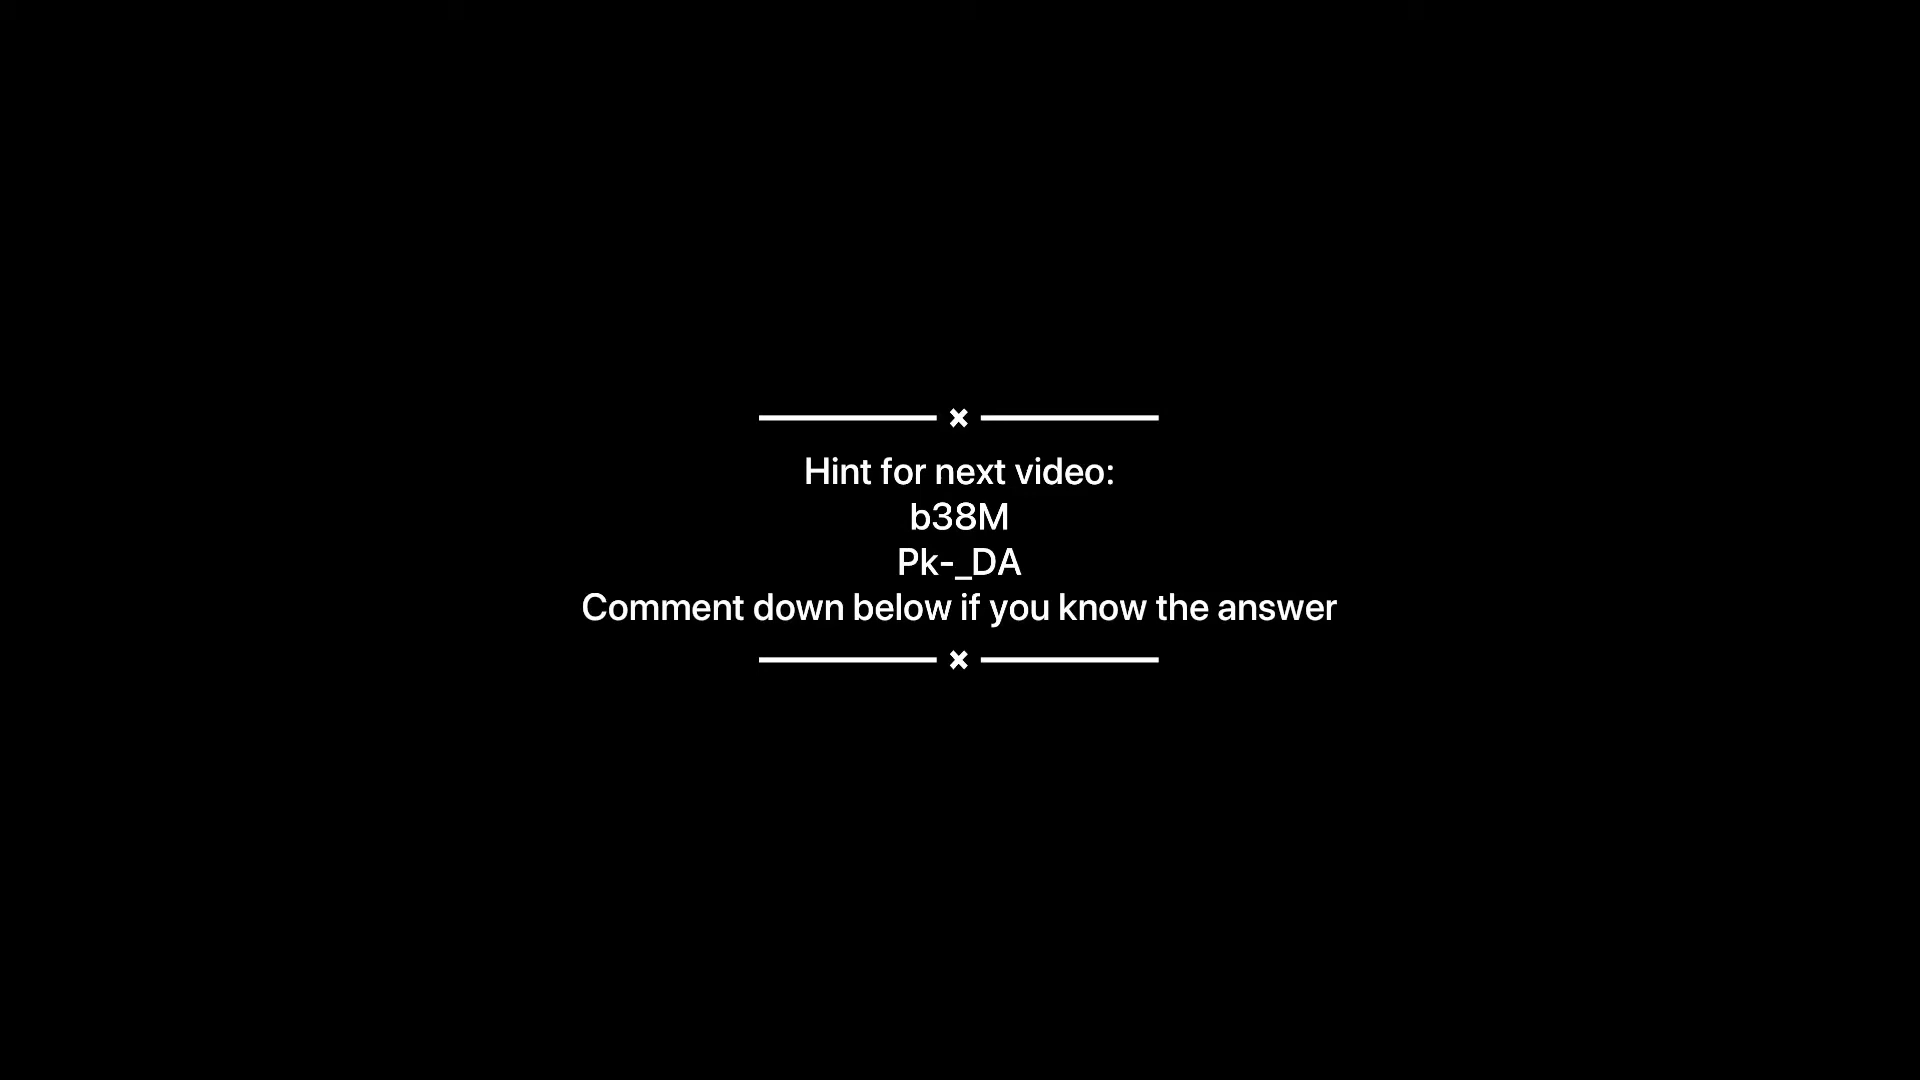 Hint for next video:
b38M
Pk-_DA
Comment down below if you know the answer